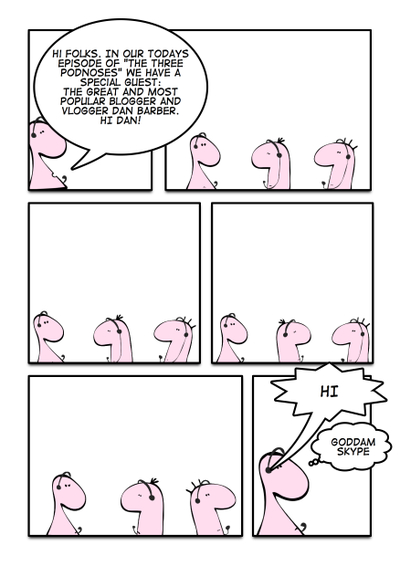 HI FOLKS. IN OUR TODAYS
EPISODE OF "THE THREE
PODNOSES" WE HAVE A
SPECIAL GUEST:
THE GREAT AND MOST
POPULAR BLOGGER AND
VLOGGER DAN BARBER.
HI DAN!
HI
GODDAM
SKYPE